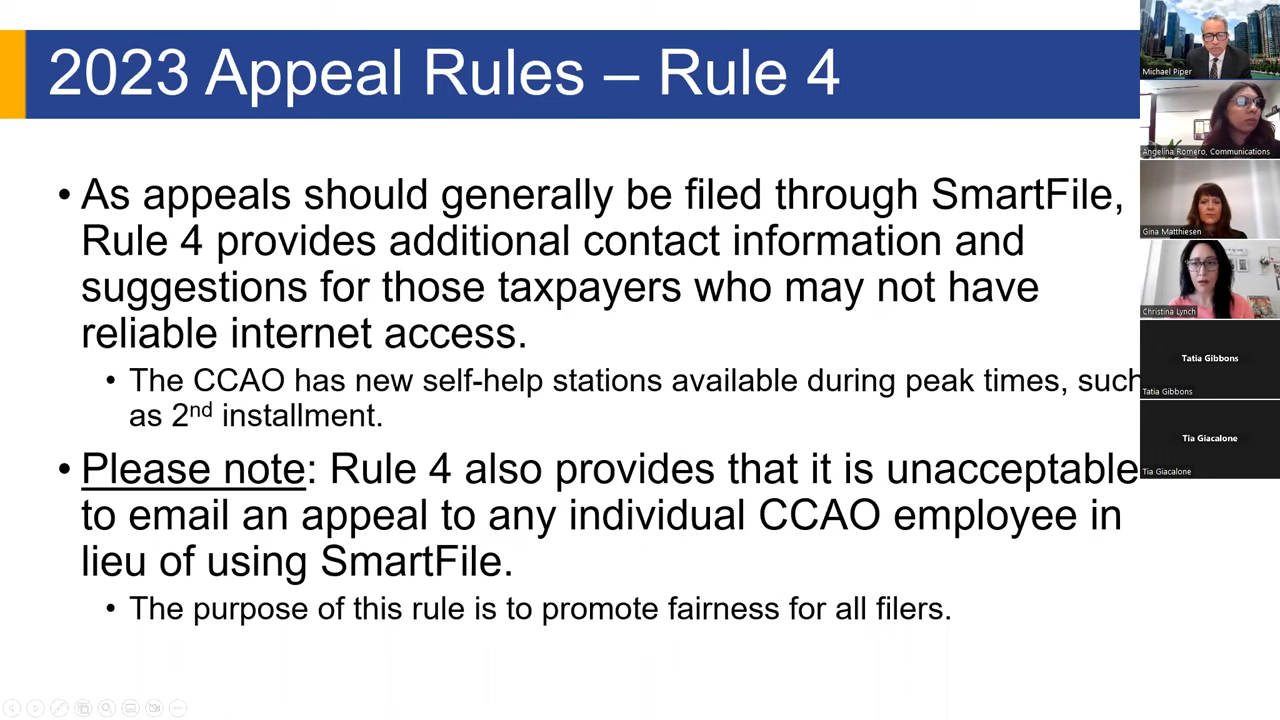 2023 Appeal Rules – Rule 4
• As appeals should generally be filed through SmartFile,
Rule 4 provides additional contact information and
suggestions for those taxpayers who may not have
reliable internet access.
• The CCAO has new self-help stations available during peak times, such
as 2nd installment.
• Please note: Rule 4 also provides that it is unacceptable
to email an appeal to any individual CCAO employee in
lieu of using SmartFile.
• The purpose of this rule is to promote fairness for all filers.
Michael Piper
Angelina Romero, Communications
Gina Matthiesen
Christina Lynch
Tatia Gibbons
Tatia Gibbons
Tia Giacalone
Tia Giacalone